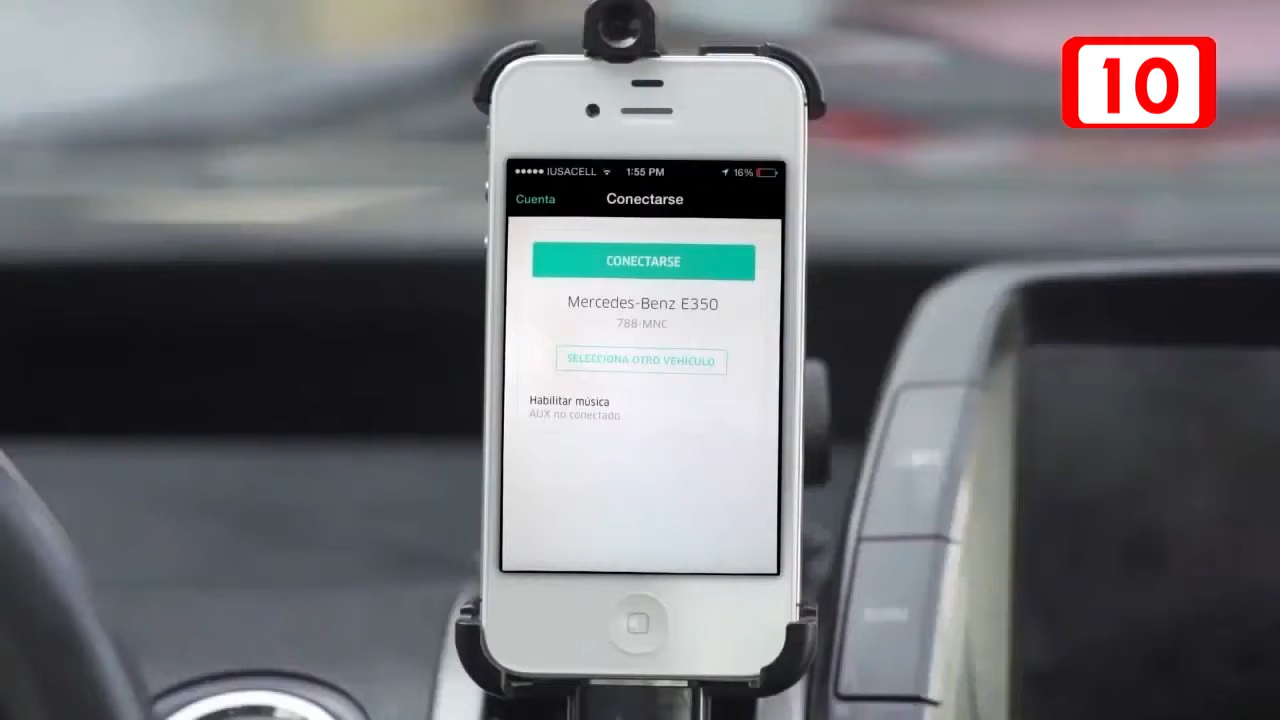 10
IUSACELL 1:55 PM 16%
Cuenta Conectarse
CONECTARSE
Mercedes-Benz E350
788-MNC
SELECCIONA OTRO VEHÍCULO
Habilitar música
AUX no conectado